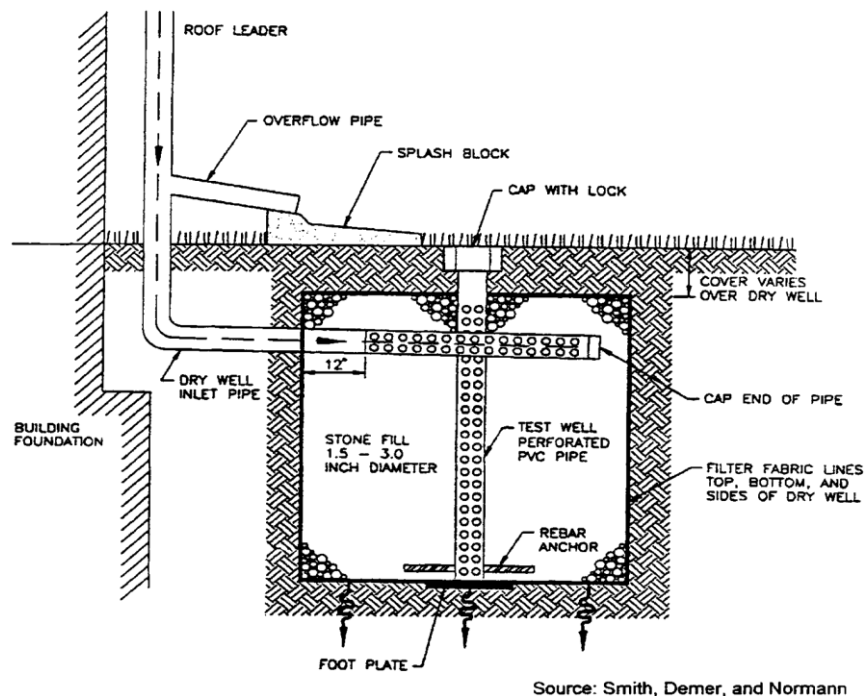 ROOF LEADER
OVERFLOW PIPE
SPLASH BLOCK
CAP WITH LOCK
COVER VARIES
OVER DRY WELL
12"
DRY WELL
INLET PIPE
CAP END OF PIPE
BUILDING
FOUNDATION
STONE FILL
1.5 - 3.0
INCH DIAMETER
TEST WELL
PERFORATED
PVC PIPE
FILTER FABRIC LINES
TOP, BOTTOM, AND
SIDES OF DRY WELL
REBAR
ANCHOR
FOOT PLATE
Source: Smith, Demer, and Normann